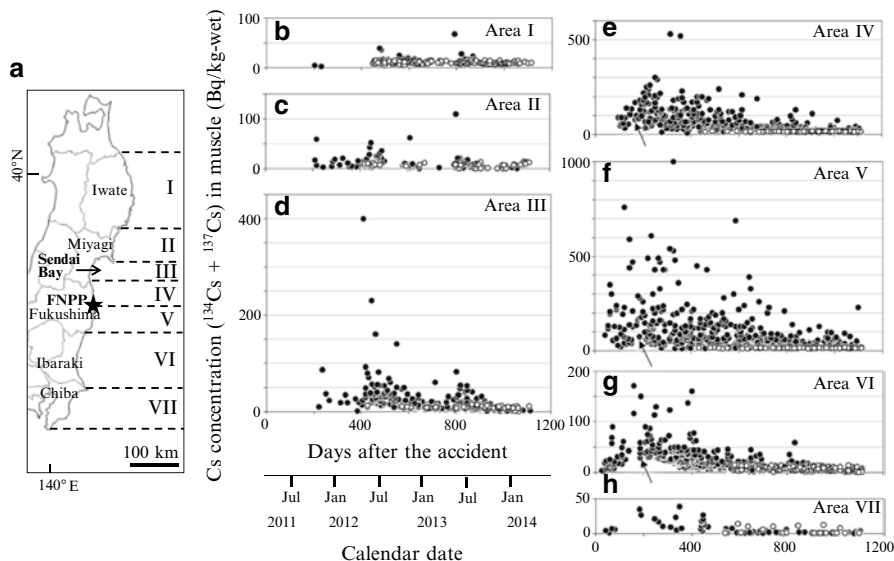 a
40°N
Iwate
I
Miyagi
II
Sendai
Bay
III
FNPP
IV
Fukushima
V
Ibaraki
VI
Chiba
VII
100 km
140° E
Cs concentration (¹³⁴Cs + ¹³⁷Cs) in muscle (Bq/kg-wet)
b
Area I
100
50
0
c
Area II
150
100
50
0
d
Area III
400
200
0
0 400 800 1200
Days after the accident
Jul Jan Jul Jan Jul Jan
2011 2012 2013 2014
Calendar date
e
Area IV
500
0
f
Area V
1000
500
0
g
Area VI
200
100
0
h
Area VII
50
0
0 400 800 1200